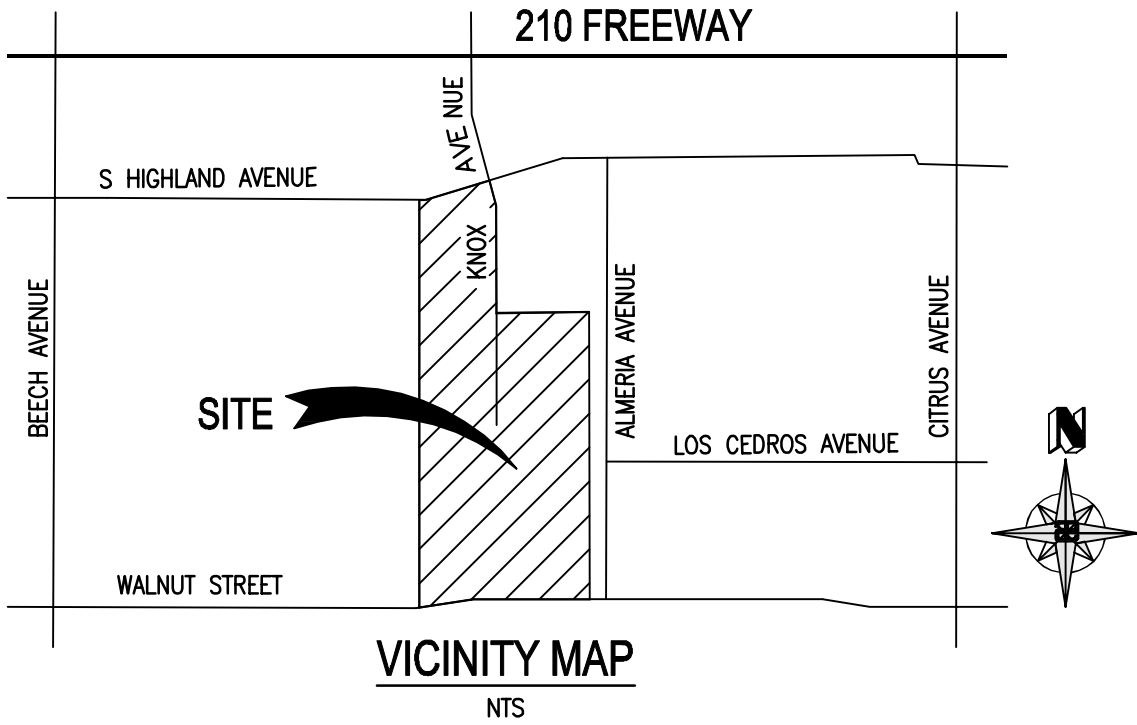 210 FREEWAY
KNOX AVE NUE
S HIGHLAND AVENUE
BEECH AVENUE
ALMERIA AVENUE
CITRUS AVENUE
SITE
LOS CEDROS AVENUE
N
WALNUT STREET
VICINITY MAP
NTS